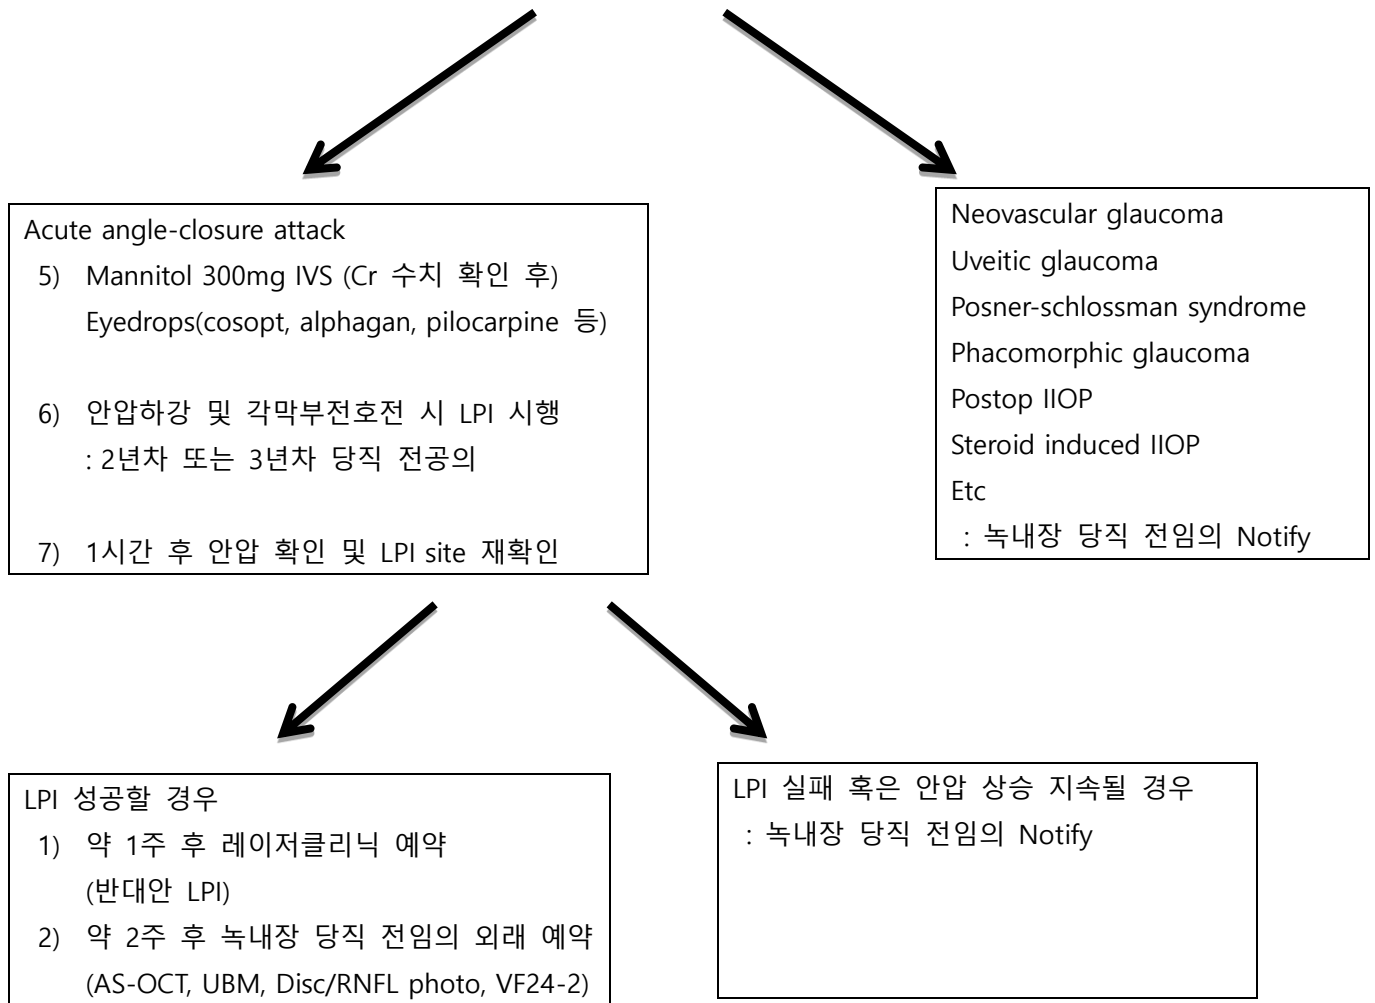 Acute angle-closure attack
5) Mannitol 300mg IVS (Cr 수치 확인 후)
Eyedrops(cosopt, alphagan, pilocarpine 등)
6) 안압하강 및 각막부전호전 시 LPI 시행
: 2년차 또는 3년차 당직 전공의
7) 1시간 후 안압 확인 및 LPI site 재확인
Neovascular glaucoma
Uveitic glaucoma
Posner-schlossman syndrome
Phacomorphic glaucoma
Postop IIOP
Steroid induced IIOP
Etc
: 녹내장 당직 전임의 Notify
LPI 성공할 경우
1) 약 1주 후 레이저클리닉 예약
(반대안 LPI)
2) 약 2주 후 녹내장 당직 전임의 외래 예약
(AS-OCT, UBM, Disc/RNFL photo, VF24-2)
LPI 실패 혹은 안압 상승 지속될 경우
: 녹내장 당직 전임의 Notify